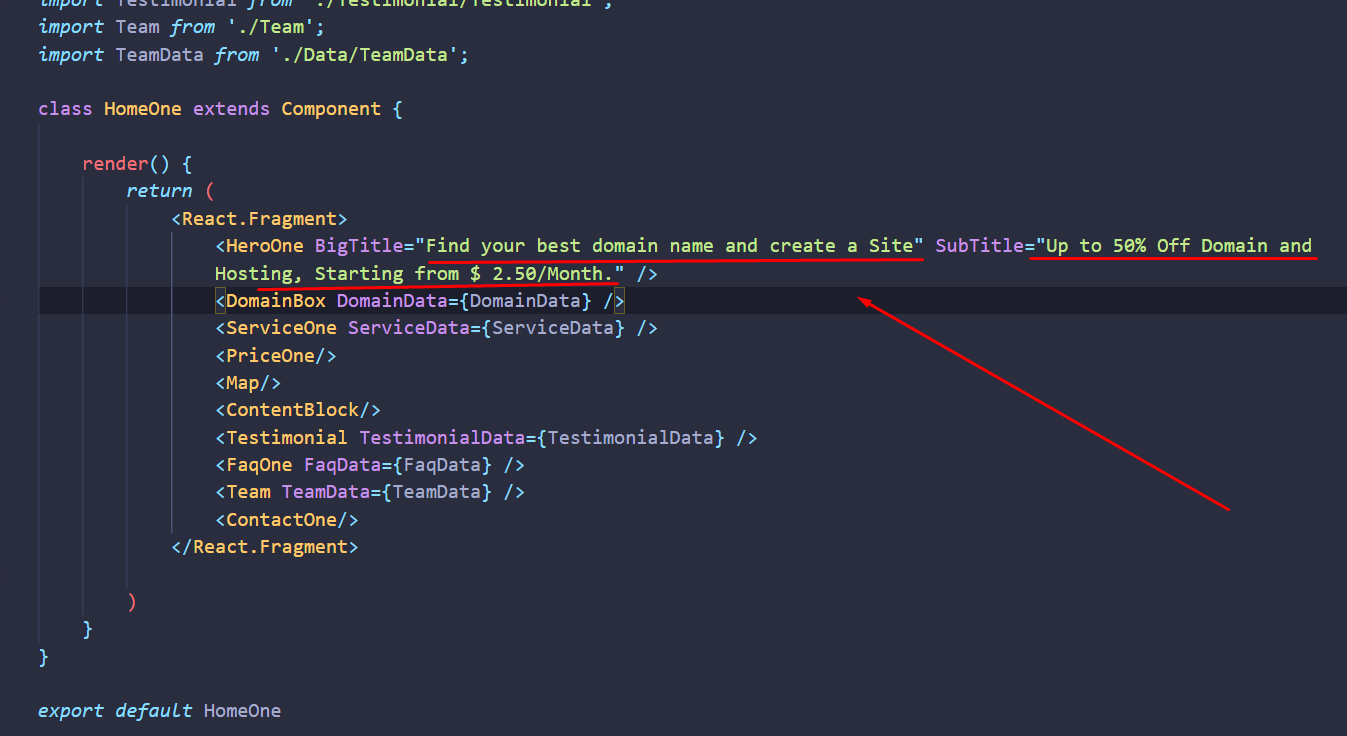 import Testimonial from './Testimonial/Testimonial';
import Team from './Team';
import TeamData from './Data/TeamData';
class HomeOne extends Component {
render() {
return (
<React.Fragment>
<HeroOne BigTitle="Find your best domain name and create a Site" SubTitle="Up to 50% Off Domain and
Hosting, Starting from $ 2.50/Month." />
<DomainBox DomainData={DomainData} />
<ServiceOne ServiceData={ServiceData} />
<PriceOne/>
<Map/>
<ContentBlock/>
<Testimonial TestimonialData={TestimonialData} />
<FaqOne FaqData={FaqData} />
<Team TeamData={TeamData} />
<ContactOne/>
</React.Fragment>
)
}
}
export default HomeOne